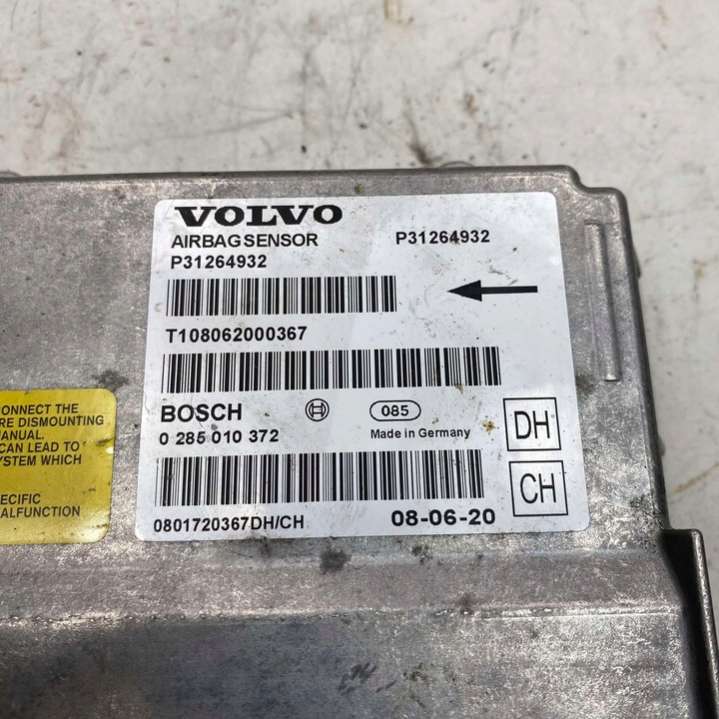 VOLVO
AIRBAG SENSOR P31264932
P31264932
T108062000367
BOSCH 085
0 285 010 372 Made in Germany
DH
CH
0801720367DH/CH 08-06-20
ONNECT THE
RE DISMOUNTING
ANUAL.
CAN LEAD TO
YSTEM WHICH
PECIFIC
ALFUNCTION